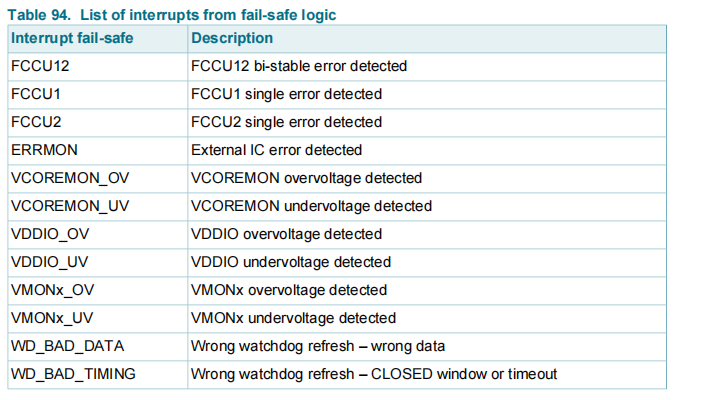 Table 94. List of interrupts from fail-safe logic
Interrupt fail-safe Description
FCCU12 FCCU12 bi-stable error detected
FCCU1 FCCU1 single error detected
FCCU2 FCCU2 single error detected
ERRMON External IC error detected
VCOREMON_OV VCOREMON overvoltage detected
VCOREMON_UV VCOREMON undervoltage detected
VDDIO_OV VDDIO overvoltage detected
VDDIO_UV VDDIO undervoltage detected
VMONx_OV VMONx overvoltage detected
VMONx_UV VMONx undervoltage detected
WD_BAD_DATA Wrong watchdog refresh – wrong data
WD_BAD_TIMING Wrong watchdog refresh – CLOSED window or timeout